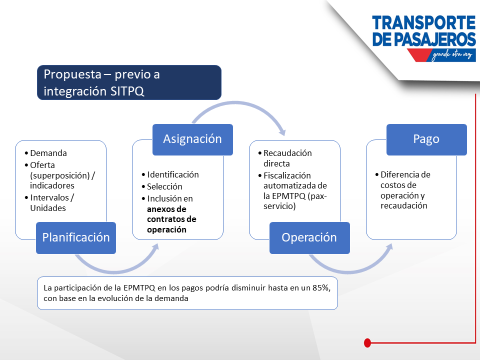 TRANSPORTE
DE PASAJEROS
grande otra vez
Propuesta – previo a
integración SITPQ
• Demanda
• Oferta
(superposición) /
indicadores
• Intervalos /
Unidades
Planificación
Asignación
• Identificación
• Selección
• Inclusión en
anexos de
contratos de
operación
• Recaudación
directa
• Fiscalización
automatizada de
la EPMTPQ (pax-
servicio)
Operación
Pago
• Diferencia de
costos de
operación y
recaudación
La participación de la EPMTPQ en los pagos podría disminuir hasta en un 85%,
con base en la evolución de la demanda